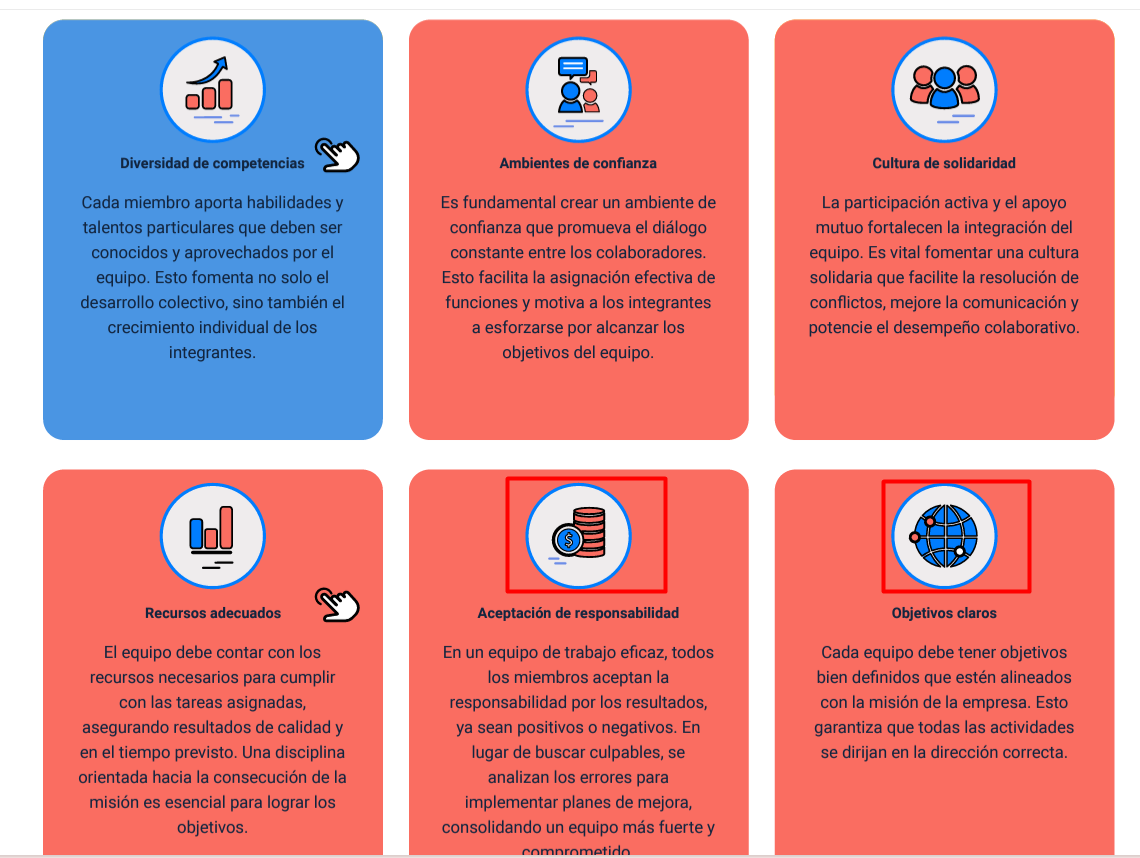 Diversidad de competencias
Cada miembro aporta habilidades y
talentos particulares que deben ser
conocidos y aprovechados por el
equipo. Esto fomenta no solo el
desarrollo colectivo, sino también el
crecimiento individual de los
integrantes.
Ambientes de confianza
Es fundamental crear un ambiente de
confianza que promueva el diálogo
constante entre los colaboradores.
Esto facilita la asignación efectiva de
funciones y motiva a los integrantes
a esforzarse por alcanzar los
objetivos del equipo.
Cultura de solidaridad
La participación activa y el apoyo
mutuo fortalecen la integración del
equipo. Es vital fomentar una cultura
solidaria que facilite la resolución de
conflictos, mejore la comunicación y
potencie el desempeño colaborativo.
Recursos adecuados
El equipo debe contar con los
recursos necesarios para cumplir
con las tareas asignadas,
asegurando resultados de calidad y
en el tiempo previsto. Una disciplina
orientada hacia la consecución de la
misión es esencial para lograr los
objetivos.
$
Aceptación de responsabilidad
En un equipo de trabajo eficaz, todos
los miembros aceptan la
responsabilidad por los resultados,
ya sean positivos o negativos. En
lugar de buscar culpables, se
analizan los errores para
implementar planes de mejora,
consolidando un equipo más fuerte y
comprometido.
Objetivos claros
Cada equipo debe tener objetivos
bien definidos que estén alineados
con la misión de la empresa. Esto
garantiza que todas las actividades
se dirijan en la dirección correcta.